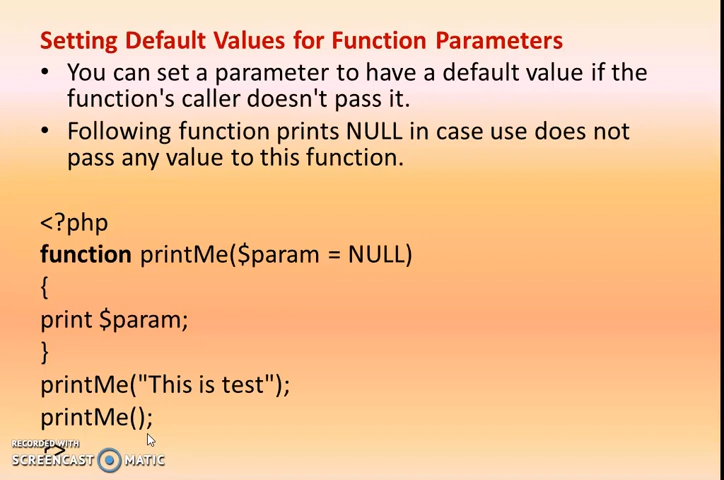 Setting Default Values for Function Parameters
• You can set a parameter to have a default value if the
function's caller doesn't pass it.
• Following function prints NULL in case use does not
pass any value to this function.
<?php
function printMe($param = NULL)
{
print $param;
}
printMe("This is test");
printMe();
?>
RECORDED WITH
SCREENCAST MATIC